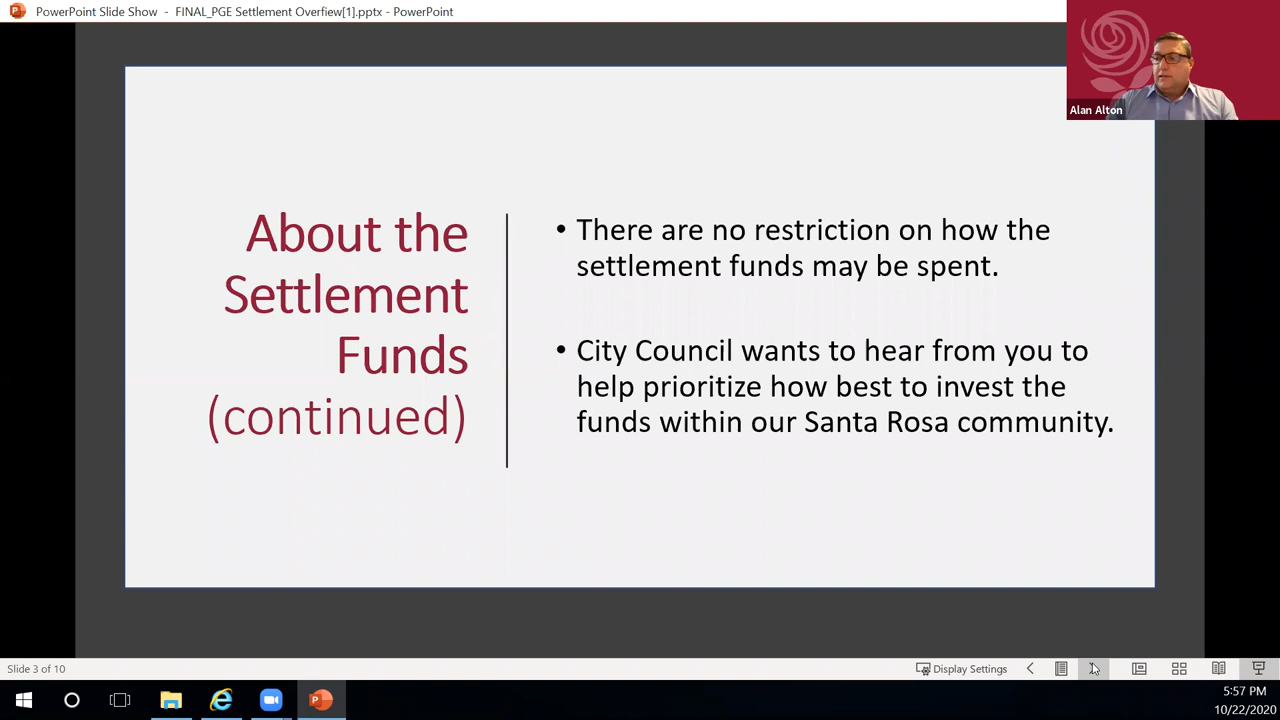 PowerPoint Slide Show - FINAL_PGE Settlement Overfiew[1].pptx - PowerPoint
Alan Alton
About the
Settlement
Funds
(continued)
• There are no restriction on how the
settlement funds may be spent.
• City Council wants to hear from you to
help prioritize how best to invest the
funds within our Santa Rosa community.
Slide 3 of 10
Display Settings
5:57 PM
10/22/2020